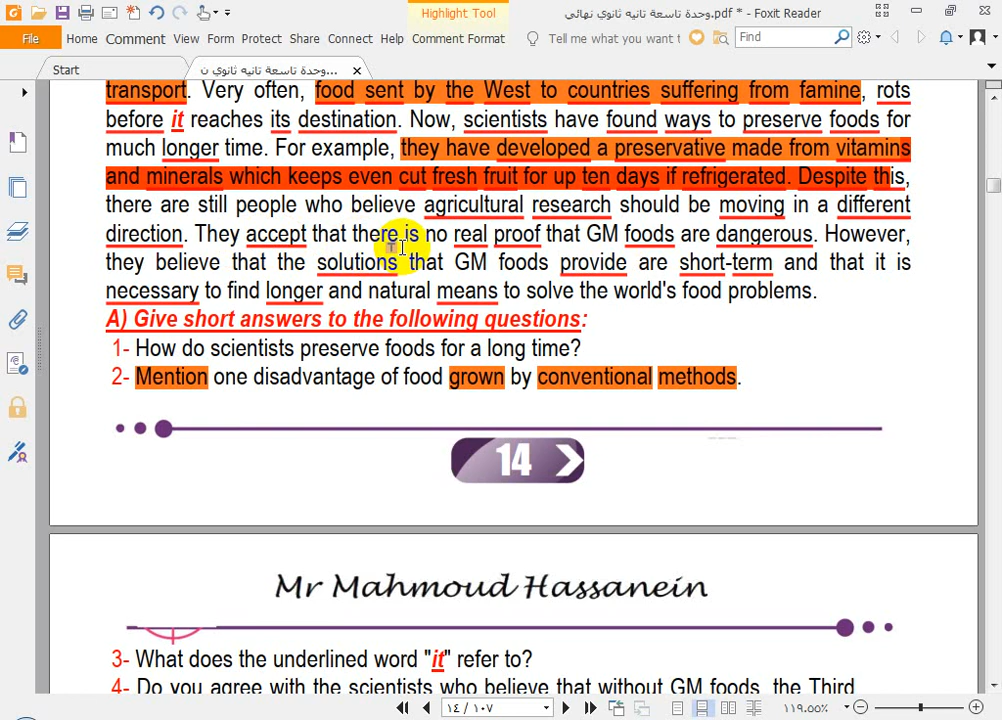 Highlight Tool
وحدة تاسعة تانيه ثانوي نهائي.pdf * - Foxit Reader
File Home Comment View Form Protect Share Connect Help Comment Format Tell me what you want t Find
Start وحدة تاسعة تانيه ثانوي ن...
transport. Very often, food sent by the West to countries suffering from famine, rots
before it reaches its destination. Now, scientists have found ways to preserve foods for
much longer time. For example, they have developed a preservative made from vitamins
and minerals which keeps even cut fresh fruit for up ten days if refrigerated. Despite this,
there are still people who believe agricultural research should be moving in a different
direction. They accept that there is no real proof that GM foods are dangerous. However,
they believe that the solutions that GM foods provide are short-term and that it is
necessary to find longer and natural means to solve the world's food problems.
A) Give short answers to the following questions:
1- How do scientists preserve foods for a long time?
2- Mention one disadvantage of food grown by conventional methods.
14
Mr Mahmoud Hassanein
3- What does the underlined word "it" refer to?
4- Do you agree with the scientists who believe that without GM foods, the Third
١٤ / ١٠٧
١١٩.٥٥%